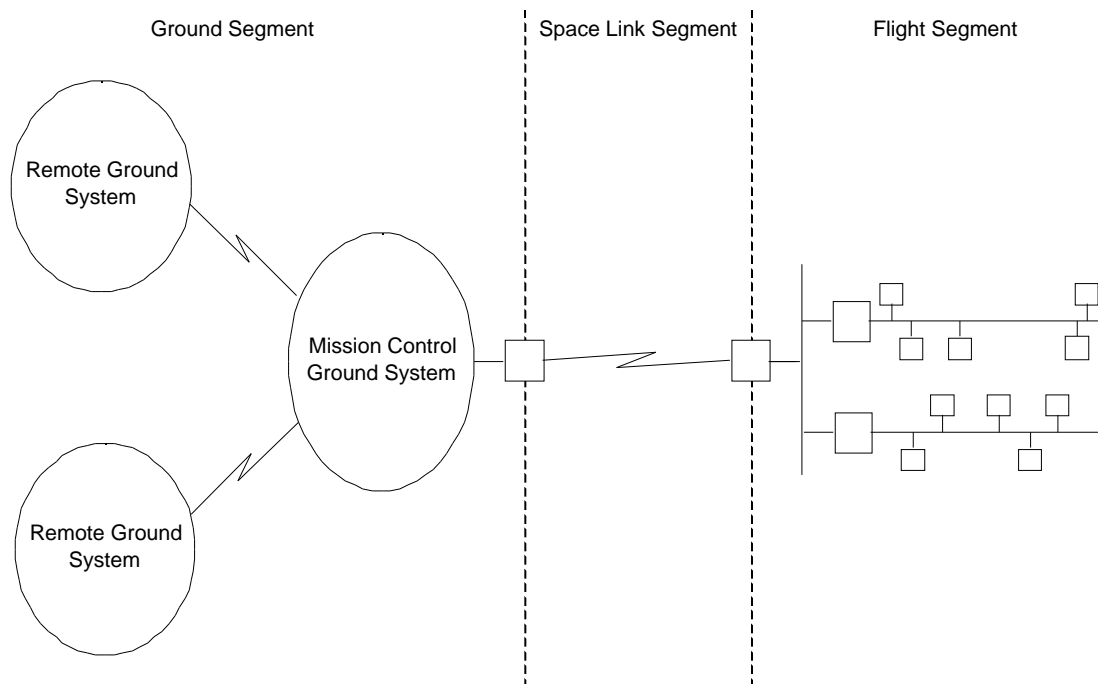 Ground Segment
Space Link Segment
Flight Segment
Remote Ground
System
Mission Control
Ground System
Remote Ground
System